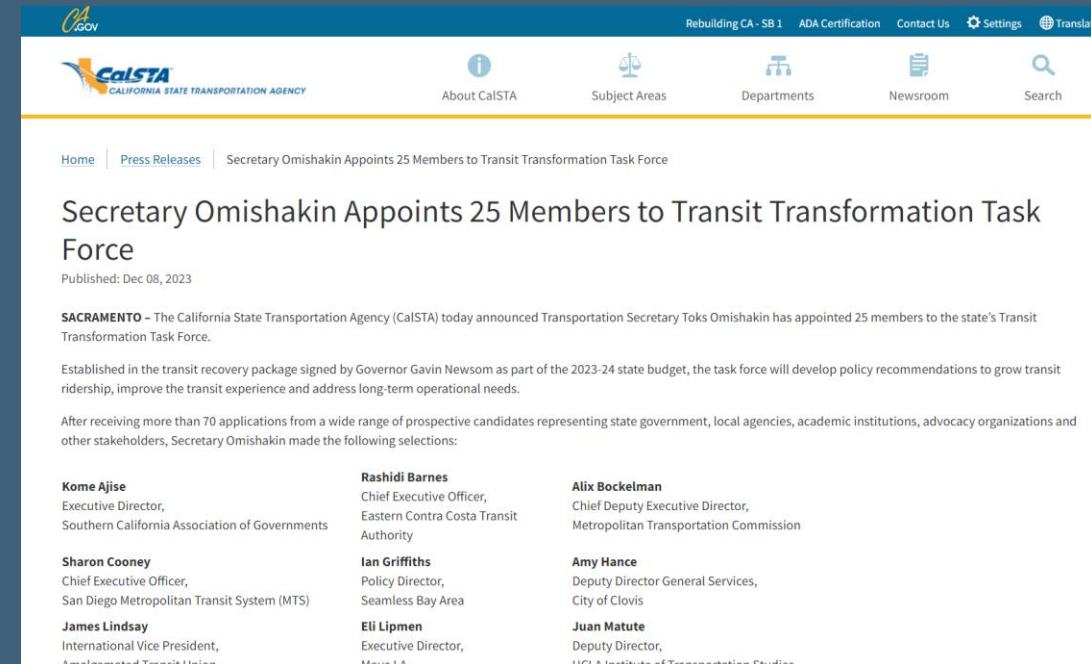 CA.GOV
Rebuilding CA - SB 1 ADA Certification Contact Us Settings Transla
CalSTA
CALIFORNIA STATE TRANSPORTATION AGENCY
About CalSTA Subject Areas Departments Newsroom Search
Home Press Releases Secretary Omishakin Appoints 25 Members to Transit Transformation Task Force
Secretary Omishakin Appoints 25 Members to Transit Transformation Task
Force
Published: Dec 08, 2023
SACRAMENTO – The California State Transportation Agency (CalSTA) today announced Transportation Secretary Toks Omishakin has appointed 25 members to the state's Transit
Transformation Task Force.
Established in the transit recovery package signed by Governor Gavin Newsom as part of the 2023-24 state budget, the task force will develop policy recommendations to grow transit
ridership, improve the transit experience and address long-term operational needs.
After receiving more than 70 applications from a wide range of prospective candidates representing state government, local agencies, academic institutions, advocacy organizations and
other stakeholders, Secretary Omishakin made the following selections:
Kome Ajise
Executive Director,
Southern California Association of Governments
Rashidi Barnes
Chief Executive Officer,
Eastern Contra Costa Transit
Authority
Alix Bockelman
Chief Deputy Executive Director,
Metropolitan Transportation Commission
Sharon Cooney
Chief Executive Officer,
San Diego Metropolitan Transit System (MTS)
Ian Griffiths
Policy Director,
Seamless Bay Area
Amy Hance
Deputy Director General Services,
City of Clovis
James Lindsay
International Vice President,
Amalgamated Transit Union
Eli Lipmen
Executive Director,
Move LA
Juan Matute
Deputy Director,
UCLA Institute of Transportation Studies